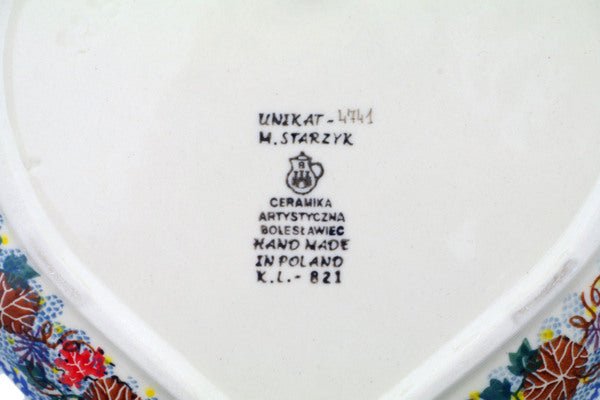 UNIKAT - 4741
M. STARZYK
B
CERAMIKA
ARTYSTYCZNA
BOLESŁAWIEC
HAND MADE
IN POLAND
K.L. - 821